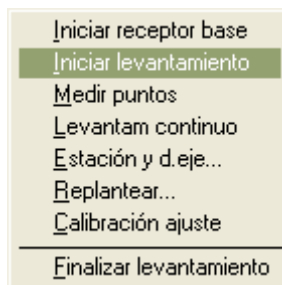 Iniciar receptor base
Iniciar levantamiento
Medir puntos
Levantam continuo
Estación y d.eje...
Replantear...
Calibración ajuste
Finalizar levantamiento